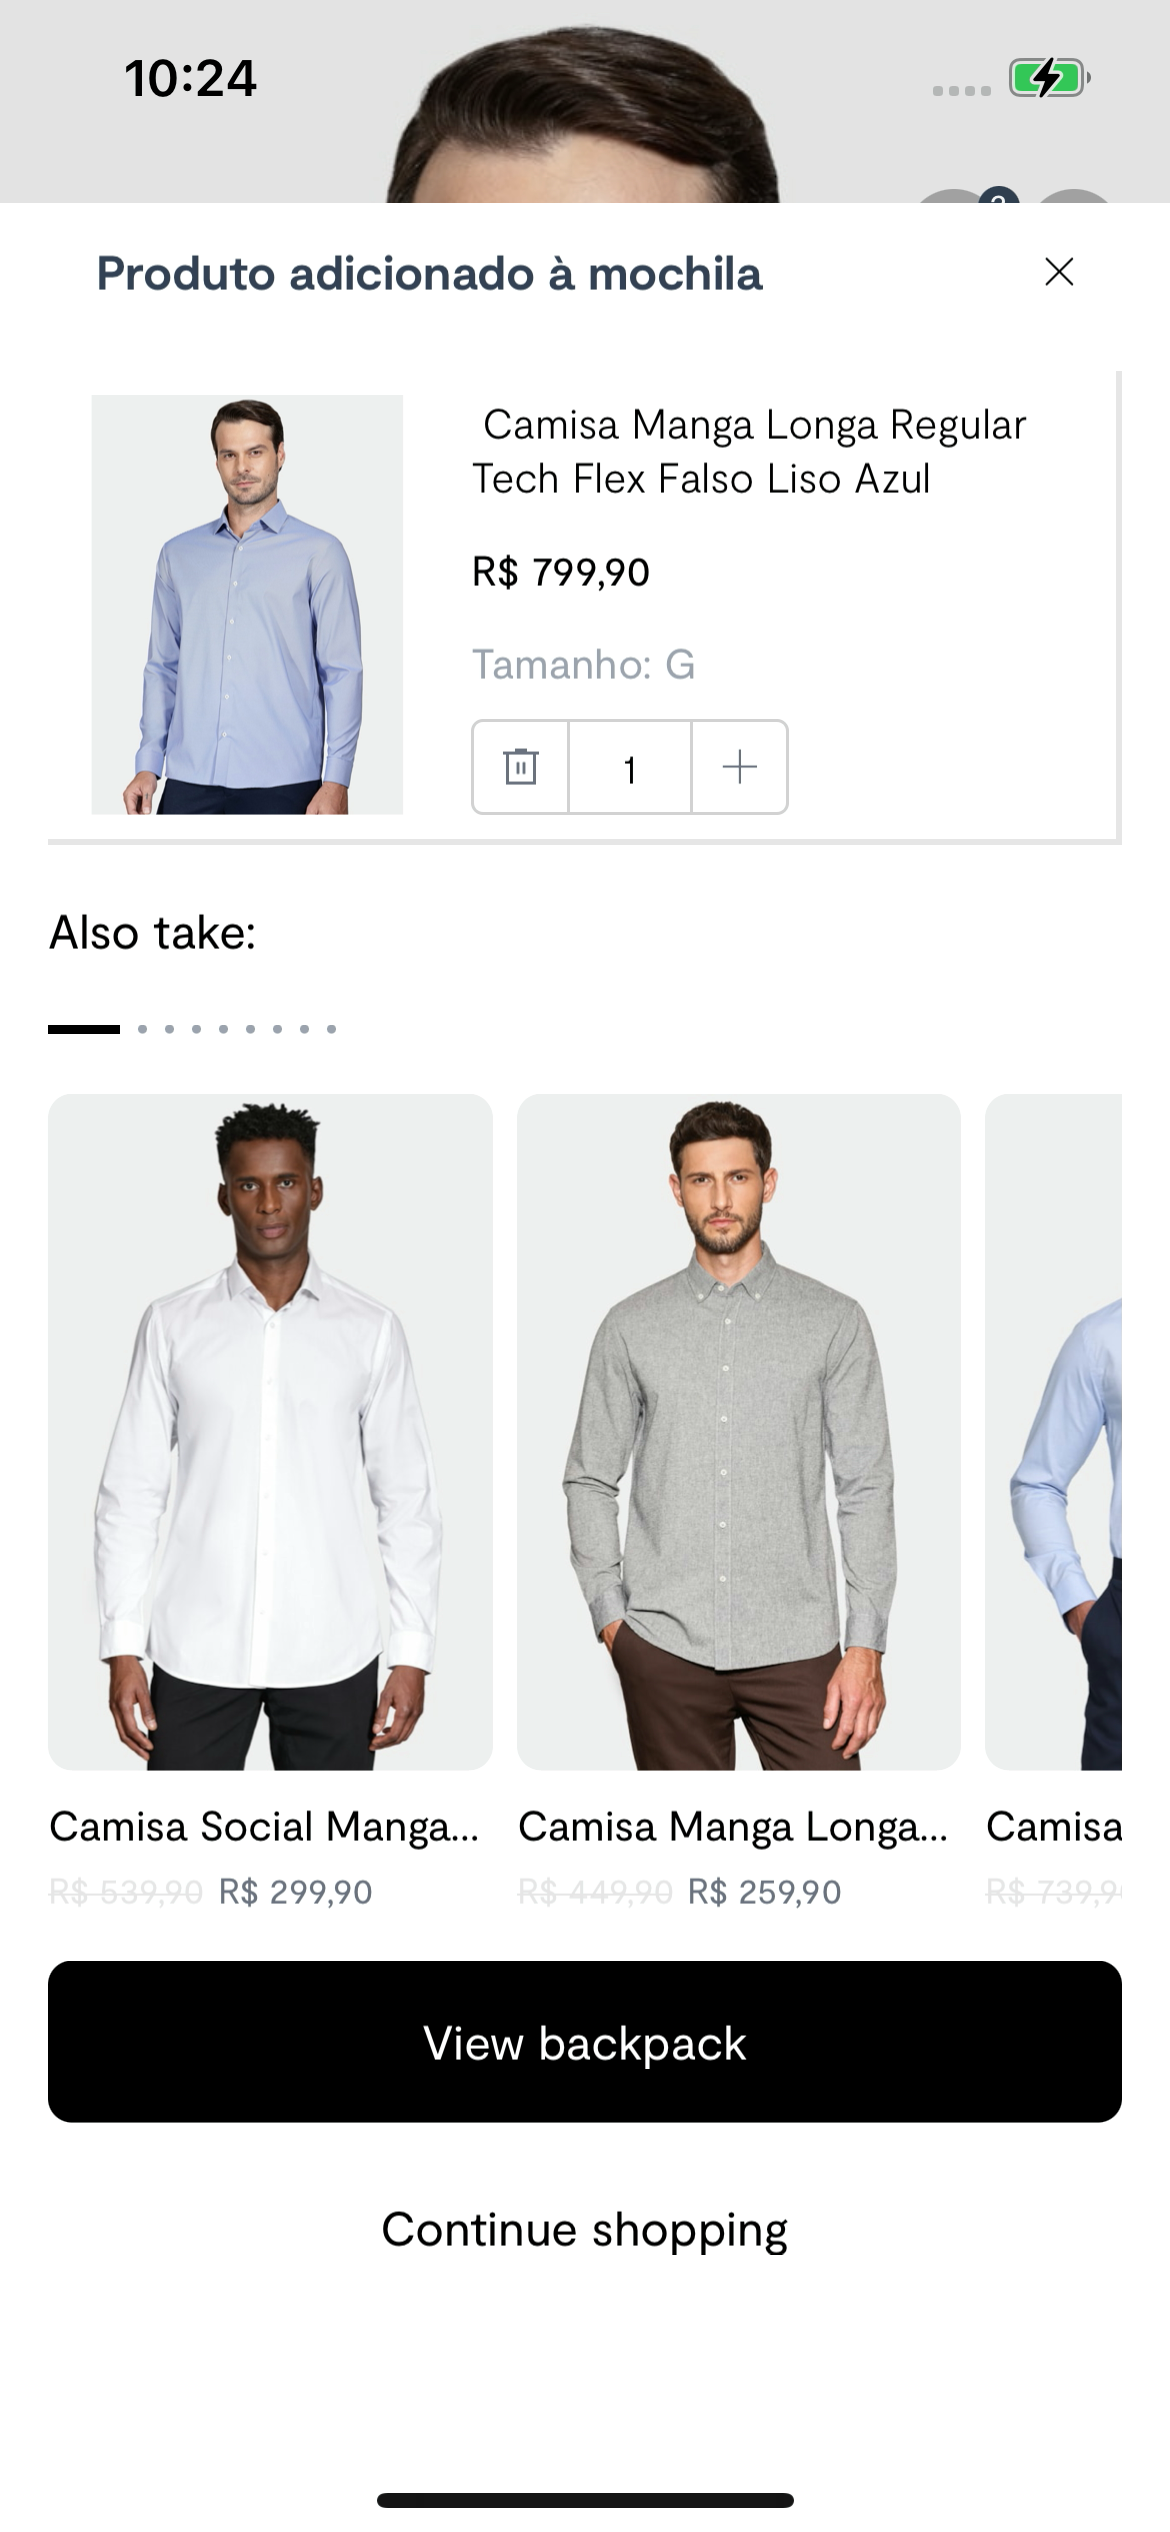 10:24
Produto adicionado à mochila
Camisa Manga Longa Regular
Tech Flex Falso Liso Azul
R$ 799,90
Tamanho: G
1
Also take:
Camisa Social Manga... Camisa Manga Longa... Camisa
R$ 539,90 R$ 299,90 R$ 449,90 R$ 259,90 R$ 739,9
View backpack
Continue shopping